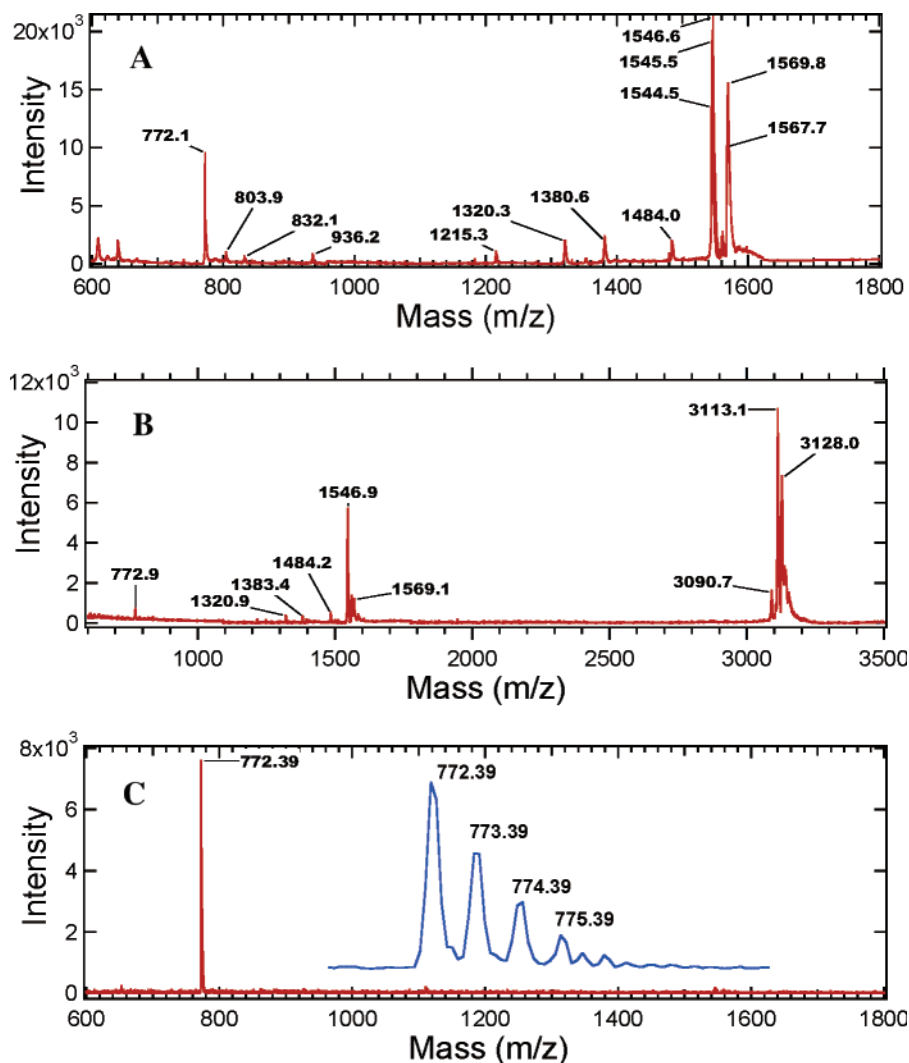 20x10³
A
1546.6
1545.5
1569.8
15
1544.5
1567.7
772.1
10
Intensity
803.9
1380.6
832.1
1320.3
5
936.2
1215.3
1484.0
0
600 800 1000 1200 1400 1600 1800
Mass (m/z)
12x10³
B
3113.1
10
3128.0
8
1546.9
6
Intensity
4
1484.2
1383.4
3090.7
772.9
1569.1
2
1320.9
0
1000 1500 2000 2500 3000 3500
Mass (m/z)
8x10³
772.39
772.39
C
6
773.39
Intensity
4
774.39
775.39
2
0
600 800 1000 1200 1400 1600 1800
Mass (m/z)